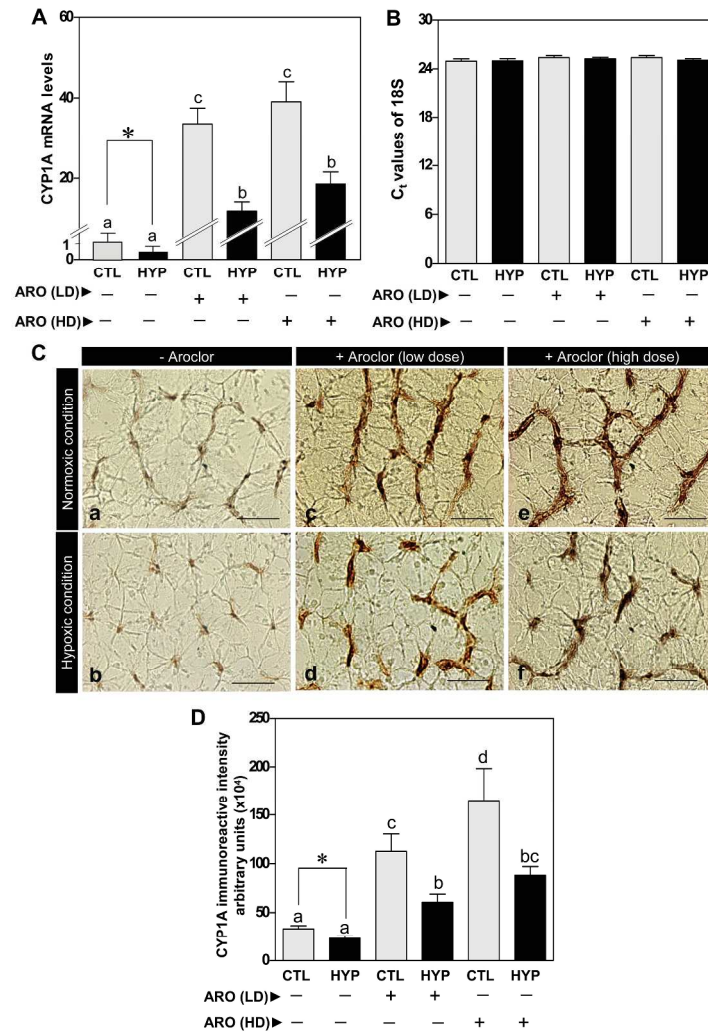 A
CYP1A mRNA levels
60
40
20
1
0
*
a
a
c
b
c
b
CTL HYP CTL HYP CTL HYP
ARO (LD)► – – + + – –
ARO (HD)► – – – – + +
B
Ct values of 18S
36
24
12
0
CTL HYP CTL HYP CTL HYP
ARO (LD)► – – + + – –
ARO (HD)► – – – – + +
C
- Aroclor
+ Aroclor (low dose)
+ Aroclor (high dose)
Normoxic condition
a
c
e
Hypoxic condition
b
d
f
D
CYP1A immunoreactive intensity
arbitrary units (x10⁴)
250
200
150
100
50
0
*
a
a
c
b
d
bc
CTL HYP CTL HYP CTL HYP
ARO (LD)► – – + + – –
ARO (HD)► – – – – + +